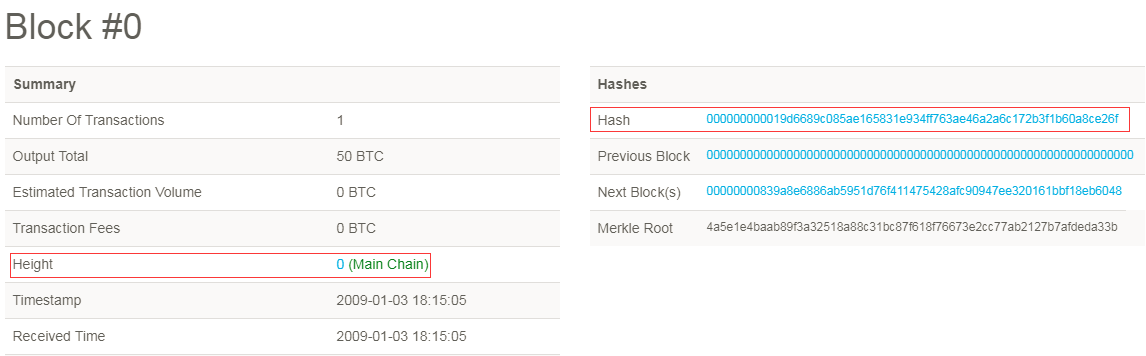 Block #0
Summary
Number Of Transactions 1
Output Total 50 BTC
Estimated Transaction Volume 0 BTC
Transaction Fees 0 BTC
Height 0 (Main Chain)
Timestamp 2009-01-03 18:15:05
Received Time 2009-01-03 18:15:05
Hashes
Hash 000000000019d6689c085ae165831e934ff763ae46a2a6c172b3f1b60a8ce26f
Previous Block 0000000000000000000000000000000000000000000000000000000000000000
Next Block(s) 00000000839a8e6886ab5951d76f411475428afc90947ee320161bbf18eb6048
Merkle Root 4a5e1e4baab89f3a32518a88c31bc87f618f76673e2cc77ab2127b7afdeda33b